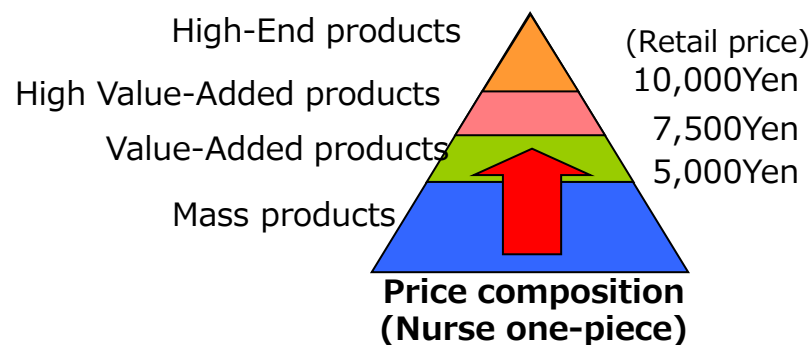 High-End products
(Retail price)
10,000Yen
High Value-Added products
7,500Yen
Value-Added products
5,000Yen
Mass products
Price composition
(Nurse one-piece)